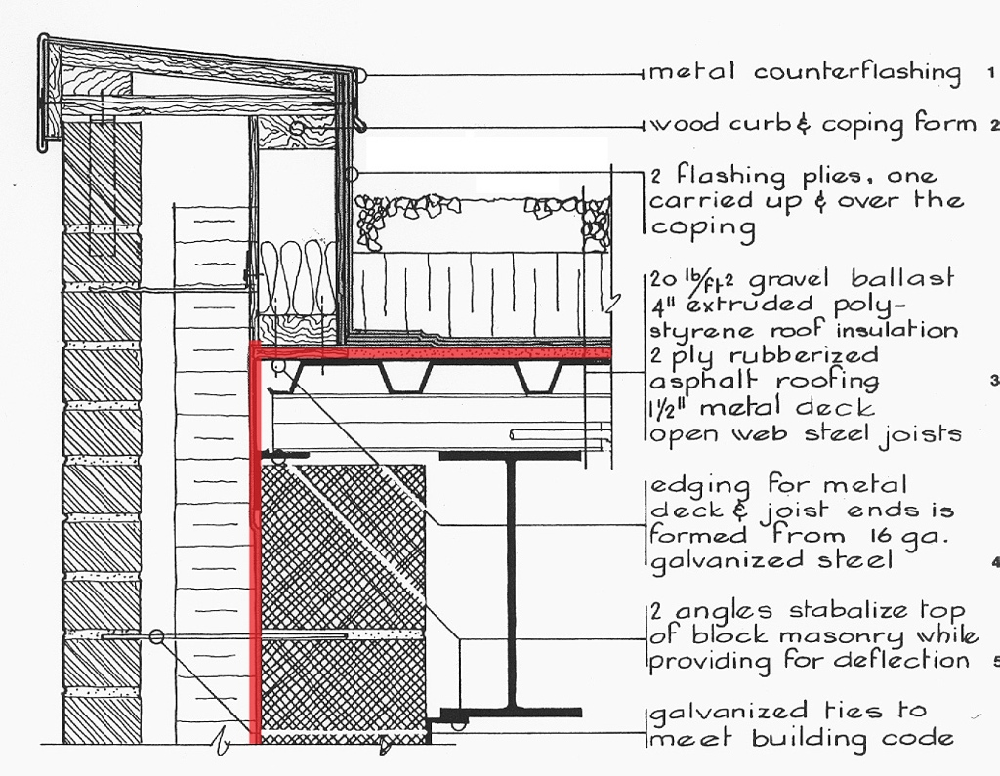 metal counterflashing 1
wood curb & coping form 2
2 flashing plies, one
carried up & over the
coping
20 lb/ft2 gravel ballast
4" extruded poly-
styrene roof insulation
2 ply rubberized
asphalt roofing 3
1½" metal deck
open web steel joists
edging for metal
deck & joist ends is
formed from 16 ga.
galvanized steel 4
2 angles stabalize top
of block masonry while
providing for deflection 5
galvanized ties to
meet building code